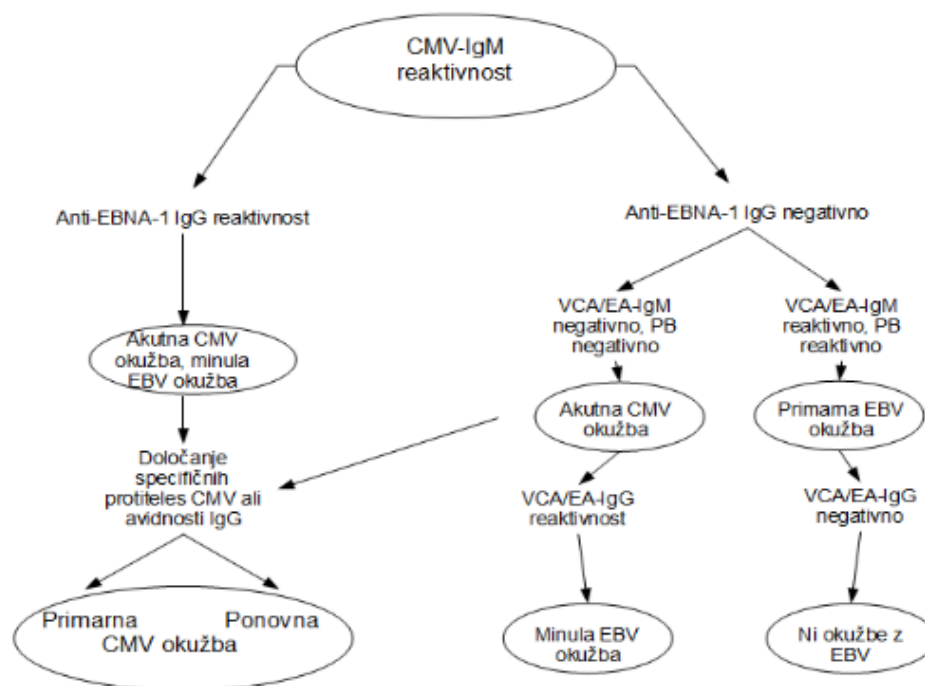 CMV-IgM
reaktivnost
Anti-EBNA-1 IgG reaktivnost
Anti-EBNA-1 IgG negativno
VCA/EA-IgM
negativno, PB
negativno
VCA/EA-IgM
reaktivno, PB
reaktivno
Akutna CMV
okužba, minula
EBV okužba
Akutna CMV
okužba
Primarna EBV
okužba
Določanje
specifičnih
protiteles CMV ali
avidnosti IgG
VCA/EA-IgG
reaktivnost
VCA/EA-IgG
negativno
Primarna Ponovna
CMV okužba
Minula EBV
okužba
Ni okužbe z
EBV